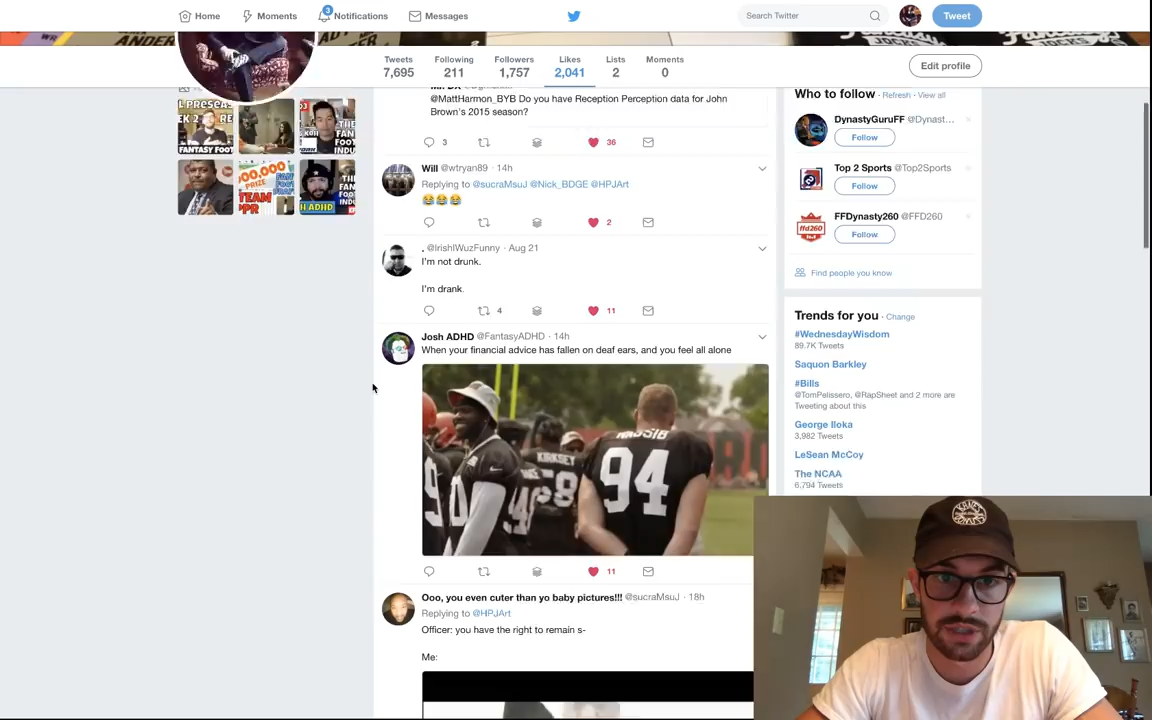 Home
Moments
3
Notifications
Messages
Search Twitter
Tweet
ANDER
Tweets
7,695
Following
211
Followers
1,757
Likes
2,041
Lists
2
Moments
0
Edit profile
@MattHarmon_BYB Do you have Reception Perception data for John
Brown's 2015 season?
3
36
Will @wtryan89 · 14h
Replying to @sucraMsuJ @Nick_BDGE @HPJArt
😂😂😂
2
. @IrishIWuzFunny · Aug 21
I'm not drunk.
I'm drank.
4
11
Josh ADHD @FantasyADHD · 14h
When your financial advice has fallen on deaf ears, and you feel all alone
KIRKSEY
58
NASSIB
94
11
Ooo, you even cuter than yo baby pictures!!! @sucraMsuJ · 18h
Replying to @HPJArt
Officer: you have the right to remain s-
Me:
Who to follow · Refresh · View all
DynastyGuruFF @Dynast...
Follow
Top 2 Sports @Top2Sports
Follow
FFDynasty260 @FFD260
Follow
Find people you know
Trends for you · Change
#WednesdayWisdom
89.7K Tweets
Saquon Barkley
#Bills
@TomPelissero, @RapSheet and 2 more are
Tweeting about this
George Iloka
3,982 Tweets
LeSean McCoy
The NCAA
6,794 Tweets